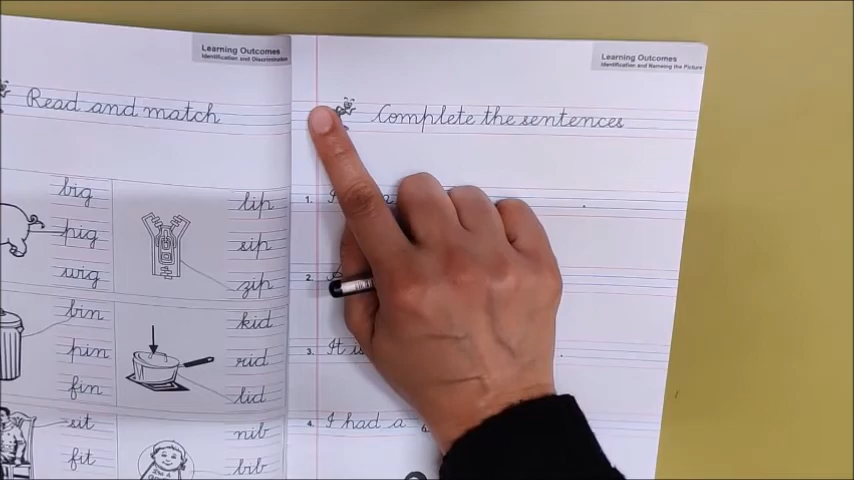 Learning Outcomes
Identification and Discrimination
Read and match
big
pig
wig
lip
sip
zip
bin
pin
fin
kid
rid
lid
sit
fit
nib
bib
Learning Outcomes
Identification and Naming the Picture
Complete the sentences
1.
2.
3. It is
4. I had a